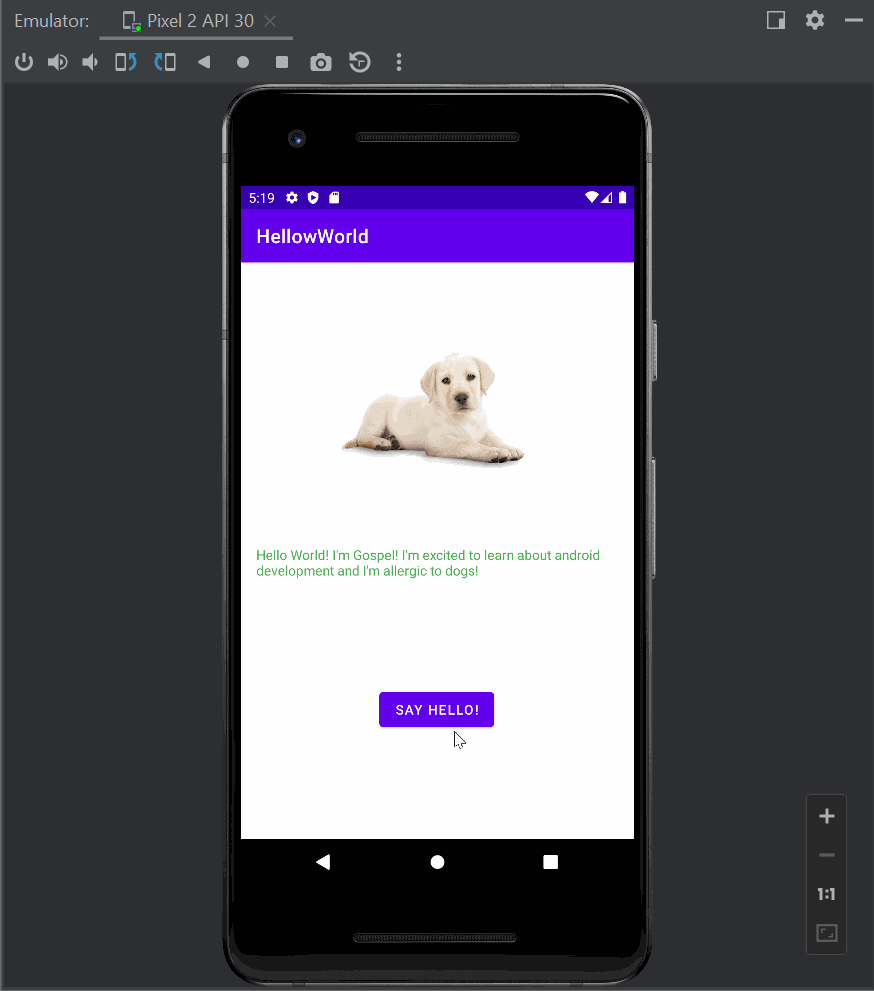 Emulator: Pixel 2 API 30
5:19
HellowWorld
Hello World! I'm Gospel! I'm excited to learn about android
development and I'm allergic to dogs!
SAY HELLO!
1:1